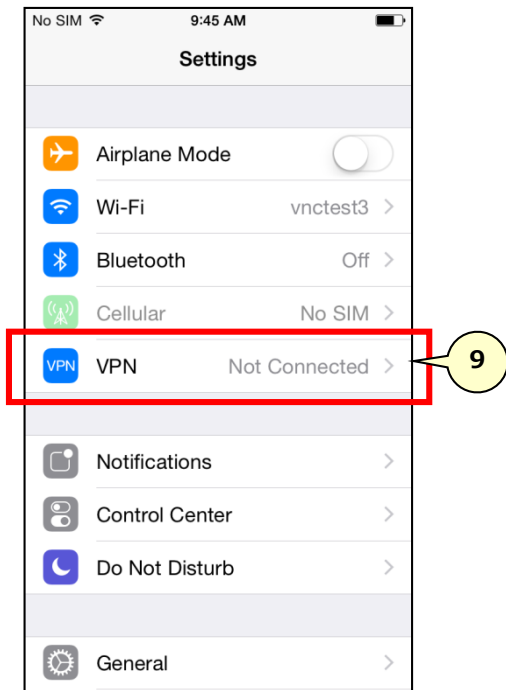 No SIM 9:45 AM
Settings
Airplane Mode
Wi-Fi vnctest3
Bluetooth Off
Cellular No SIM
VPN VPN Not Connected
9
Notifications
Control Center
Do Not Disturb
General